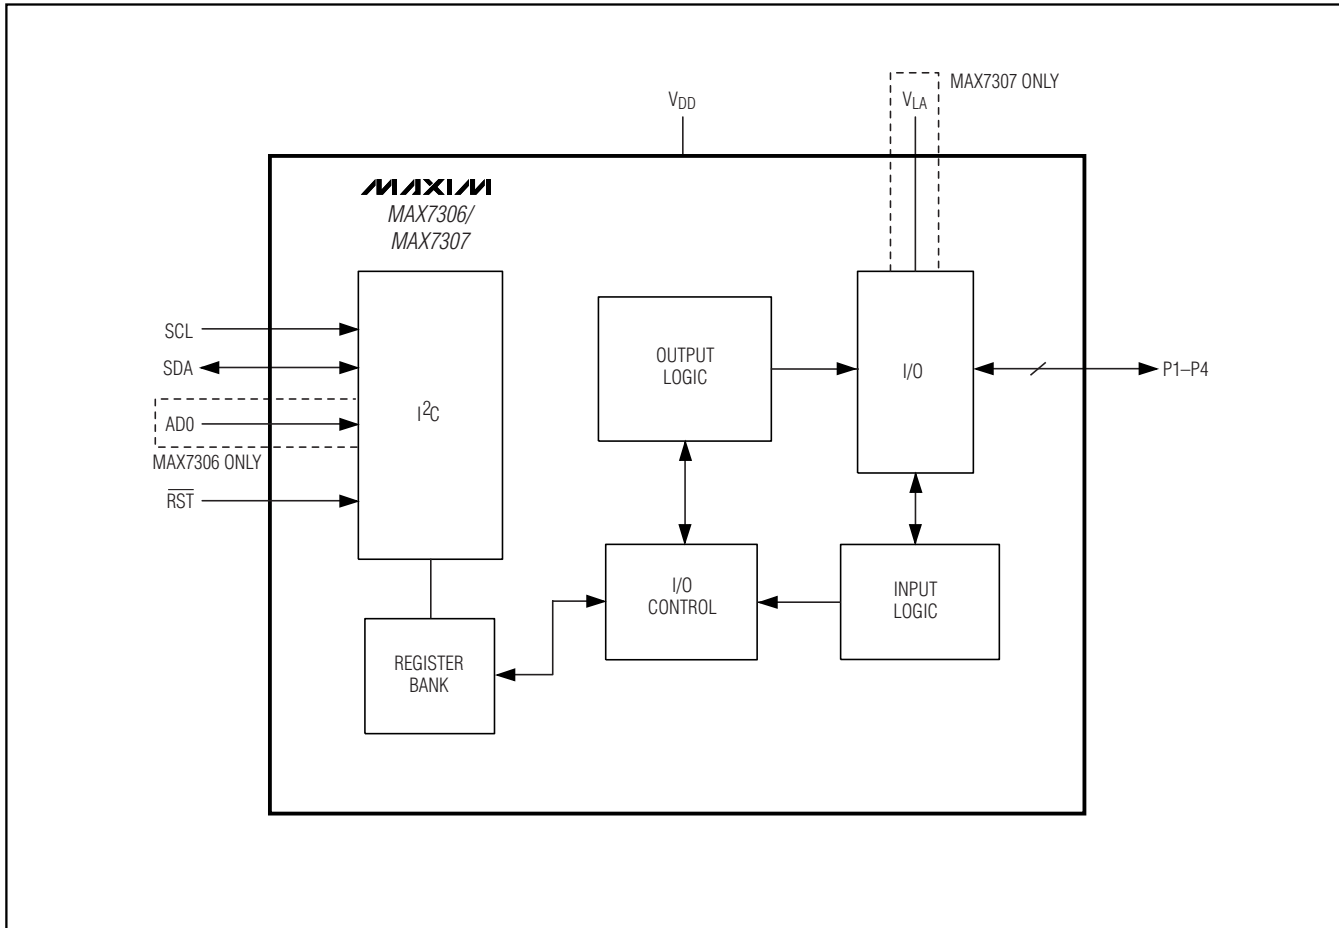 MAX7307 ONLY
VDD
VLA
MAXIM
MAX7306/
MAX7307
SCL
SDA
AD0
MAX7306 ONLY
RST
I2C
OUTPUT
LOGIC
I/O
P1–P4
I/O
CONTROL
INPUT
LOGIC
REGISTER
BANK